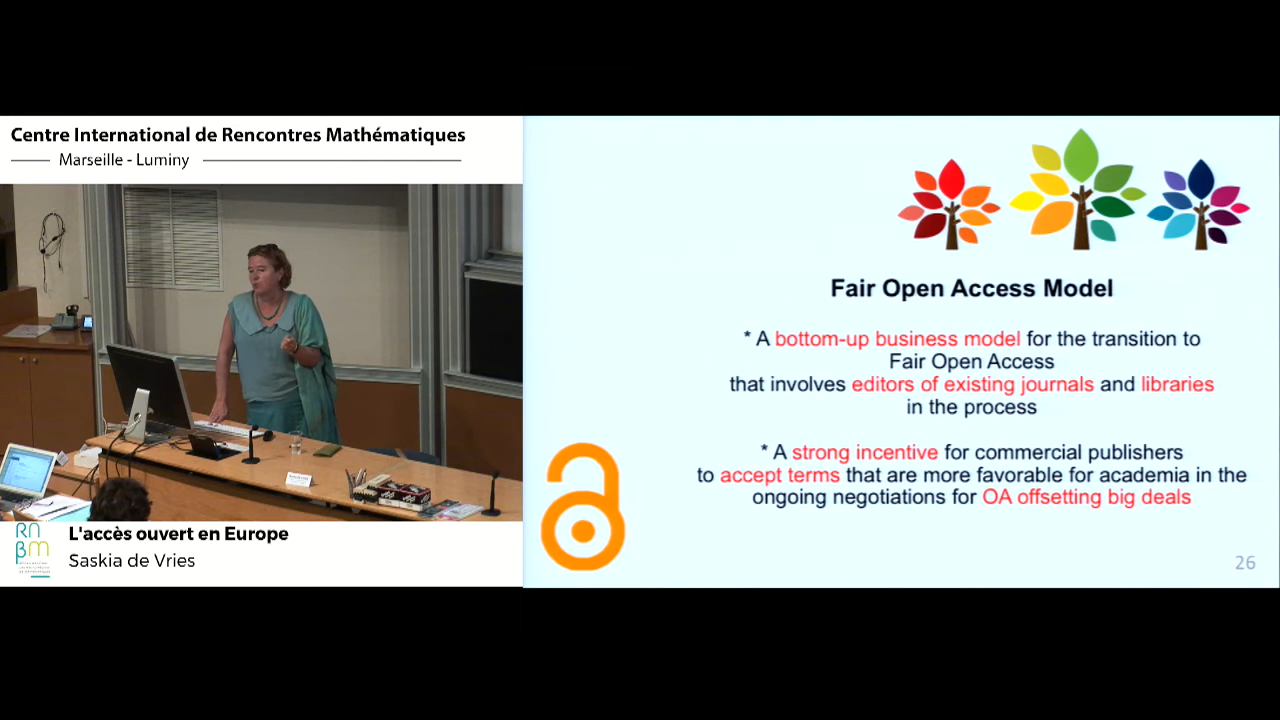 Centre International de Rencontres Mathématiques
Marseille - Luminy
L'accès ouvert en Europe
Saskia de Vries
Fair Open Access Model
* A bottom-up business model for the transition to
Fair Open Access
that involves editors of existing journals and libraries
in the process
* A strong incentive for commercial publishers
to accept terms that are more favorable for academia in the
ongoing negotiations for OA offsetting big deals
26